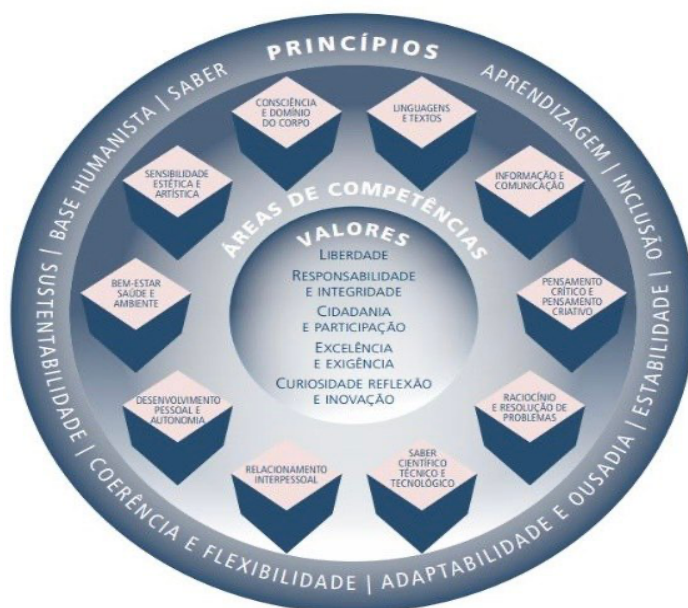 PRINCÍPIOS
BASE HUMANISTA | SABER
APRENDIZAGEM | INCLUSÃO | ESTABILIDADE | ADAPTABILIDADE E OUSADIA | COERÊNCIA E FLEXIBILIDADE | SUSTENTABILIDADE |
ÁREAS DE COMPETÊNCIAS
CONSCIÊNCIA
E DOMÍNIO
DO CORPO
LINGUAGENS
E TEXTOS
INFORMAÇÃO E
COMUNICAÇÃO
PENSAMENTO
CRÍTICO E
PENSAMENTO
CRIATIVO
RACIOCÍNIO
E RESOLUÇÃO DE
PROBLEMAS
SABER
CIENTÍFICO
TÉCNICO E
TECNOLÓGICO
RELACIONAMENTO
INTERPESSOAL
DESENVOLVIMENTO
PESSOAL E
AUTONOMIA
BEM-ESTAR
SAÚDE E
AMBIENTE
SENSIBILIDADE
ESTÉTICA E
ARTÍSTICA
VALORES
LIBERDADE
RESPONSABILIDADE
E INTEGRIDADE
CIDADANIA
E PARTICIPAÇÃO
EXCELÊNCIA
E EXIGÊNCIA
CURIOSIDADE REFLEXÃO
E INOVAÇÃO